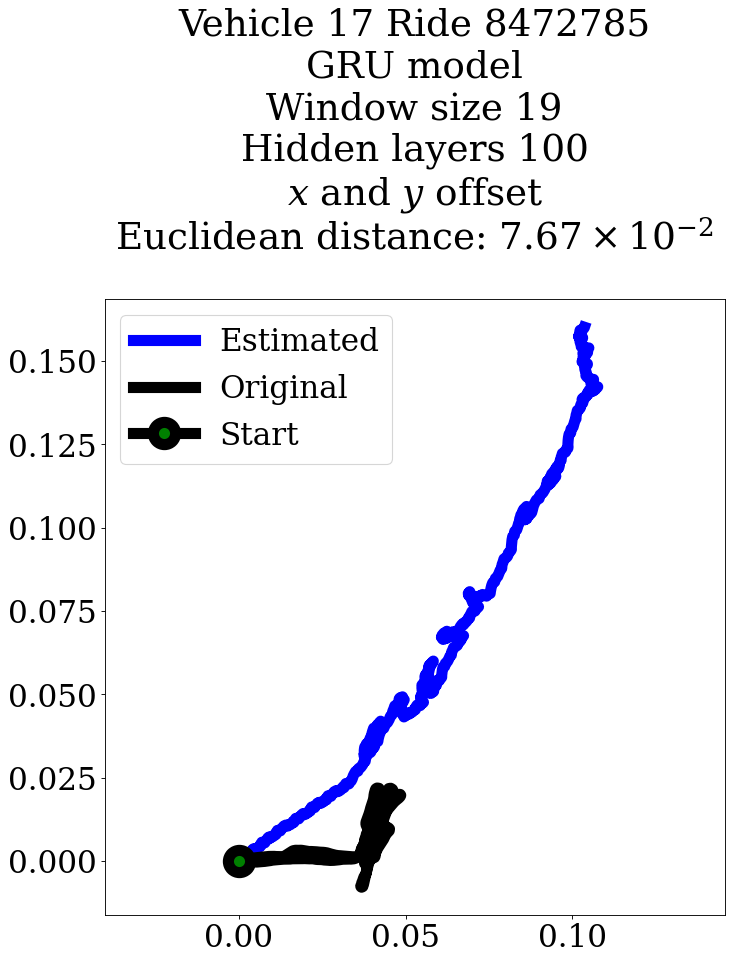 Vehicle 17 Ride 8472785
GRU model
Window size 19
Hidden layers 100
x and y offset
Euclidean distance: 7.67 × 10⁻²
Estimated
Original
Start
0.150
0.125
0.100
0.075
0.050
0.025
0.000
0.00 0.05 0.10